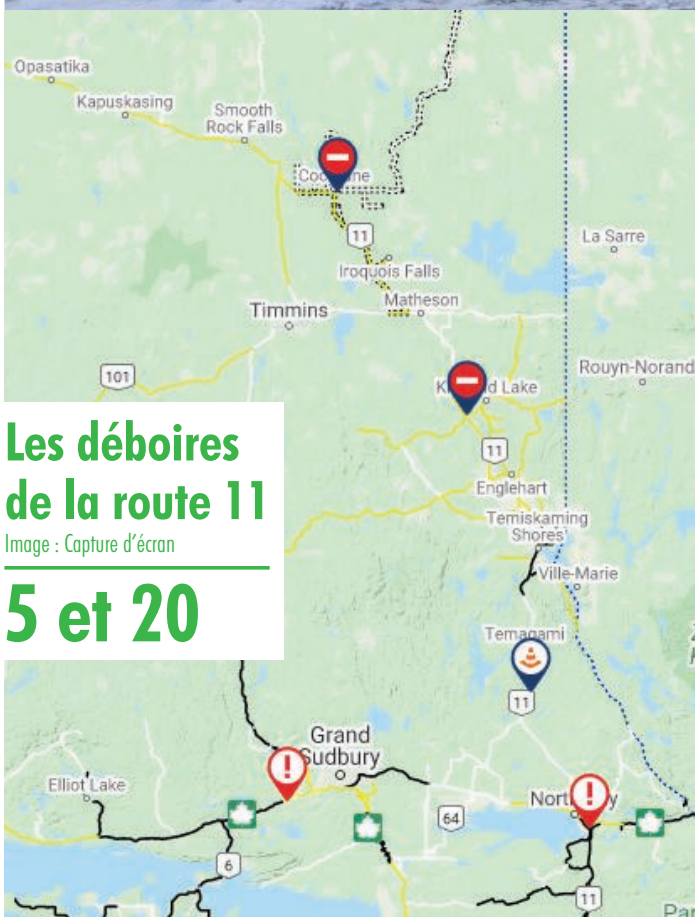 Opasatika
Kapuskasing
Smooth
Rock Falls
11
La Sarre
Iroquois Falls
Matheson
Timmins
101
Rouyn-Norand
Lake
Les déboires
de la route 11
Image : Capture d'écran
5 et 20
11
Englehart
Temiskaming
Shores
Ville-Marie
Temagami
11
Grand
Sudbury
Elliot Lake
64
6
11